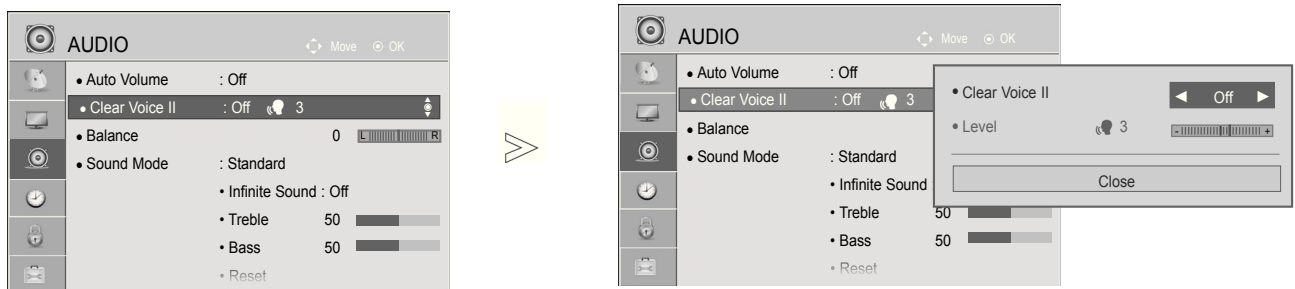 AUDIO
Move OK
• Auto Volume : Off
• Clear Voice II : Off 3
• Balance 0 L R
• Sound Mode : Standard
• Infinite Sound : Off
• Treble 50
• Bass 50
• Reset
AUDIO
Move OK
• Auto Volume : Off
• Clear Voice II : Off 3
• Balance
• Sound Mode : Standard
• Infinite Sound
• Treble 50
• Bass 50
• Reset
• Clear Voice II ◄ Off ►
• Level 3 - +
Close